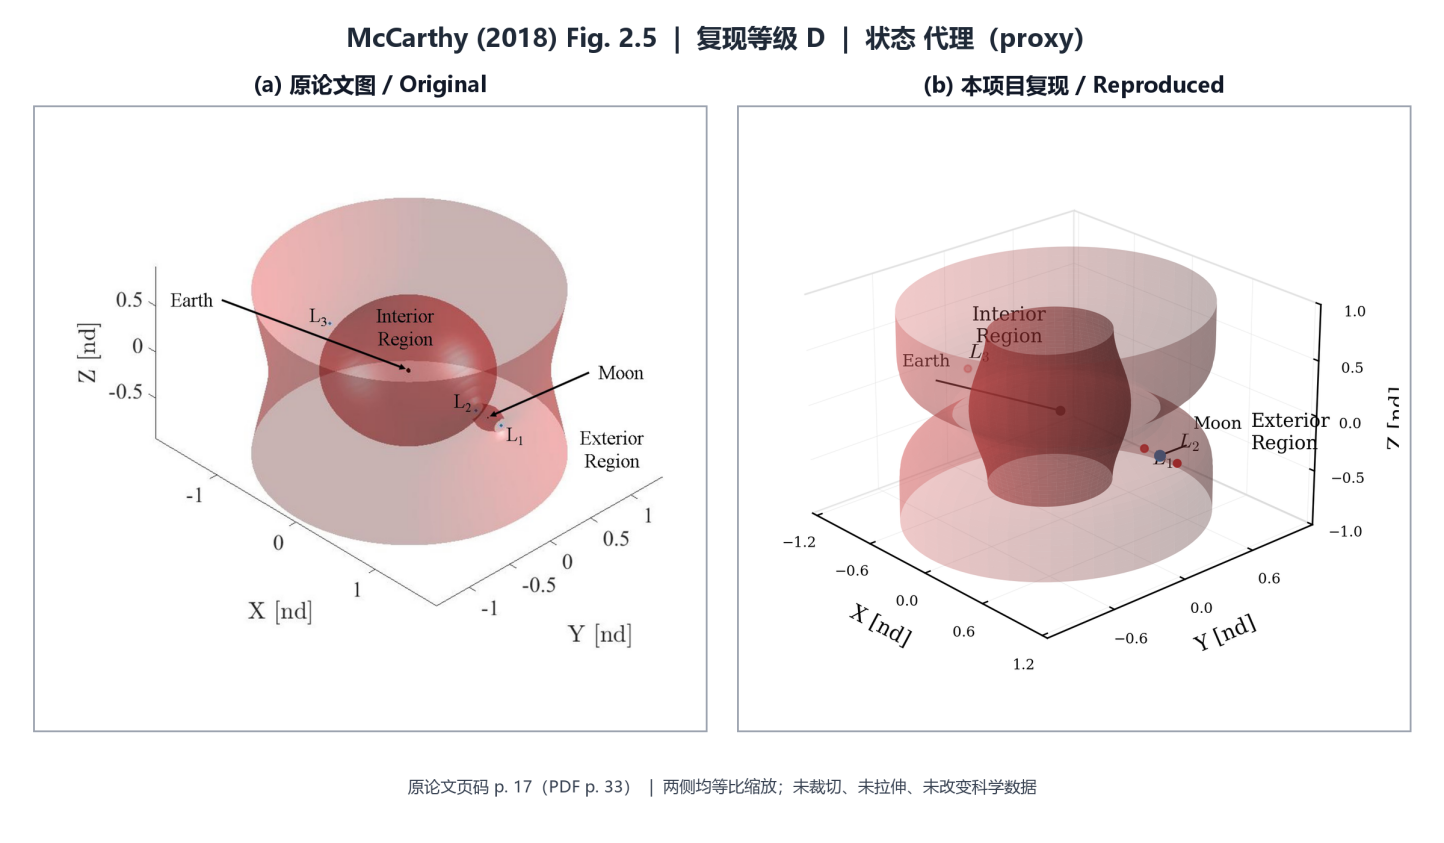 McCarthy (2018) Fig. 2.5 | 复现等级 D | 状态 代理（proxy）
(a) 原论文图 / Original
Earth
L3
Interior
Region
Moon
L2
L1
Exterior
Region
0.5
0
-0.5
Z [nd]
-1
0
1
X [nd]
-1
-0.5
0
0.5
1
Y [nd]
(b) 本项目复现 / Reproduced
Interior
Region
Earth
L3
Moon
L2
L1
Exterior
Region
1.0
0.5
0.0
−0.5
−1.0
Z [nd]
−1.2
−0.6
0.0
0.6
1.2
X [nd]
−0.6
0.0
0.6
Y [nd]
原论文页码 p. 17（PDF p. 33） | 两侧均等比缩放；未裁切、未拉伸、未改变科学数据